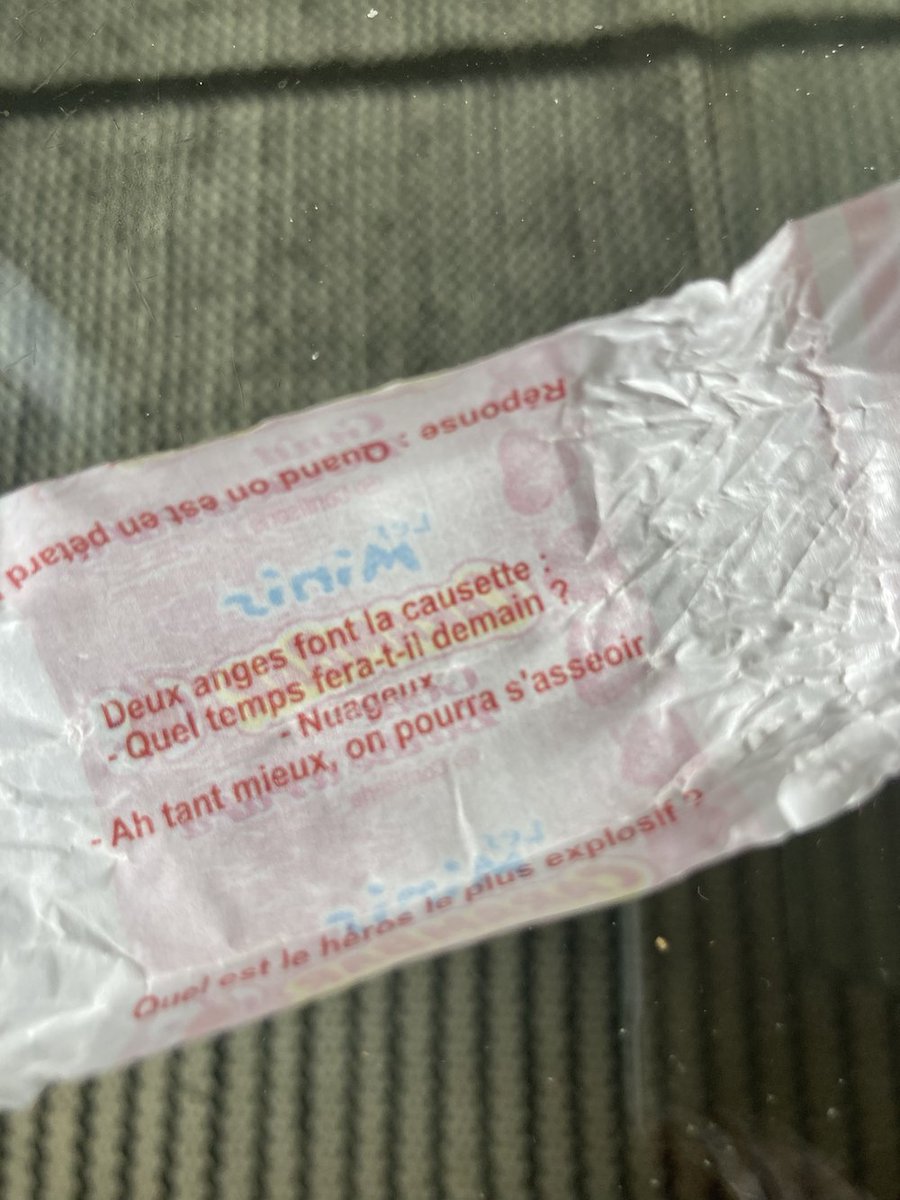 Réponse : Quand on est en pétard
Les
Minis
Deux anges font la causette :
- Quel temps fera-t-il demain ?
- Nuageux
- Ah tant mieux, on pourra s'asseoir
Quel est le héros le plus explosif ?